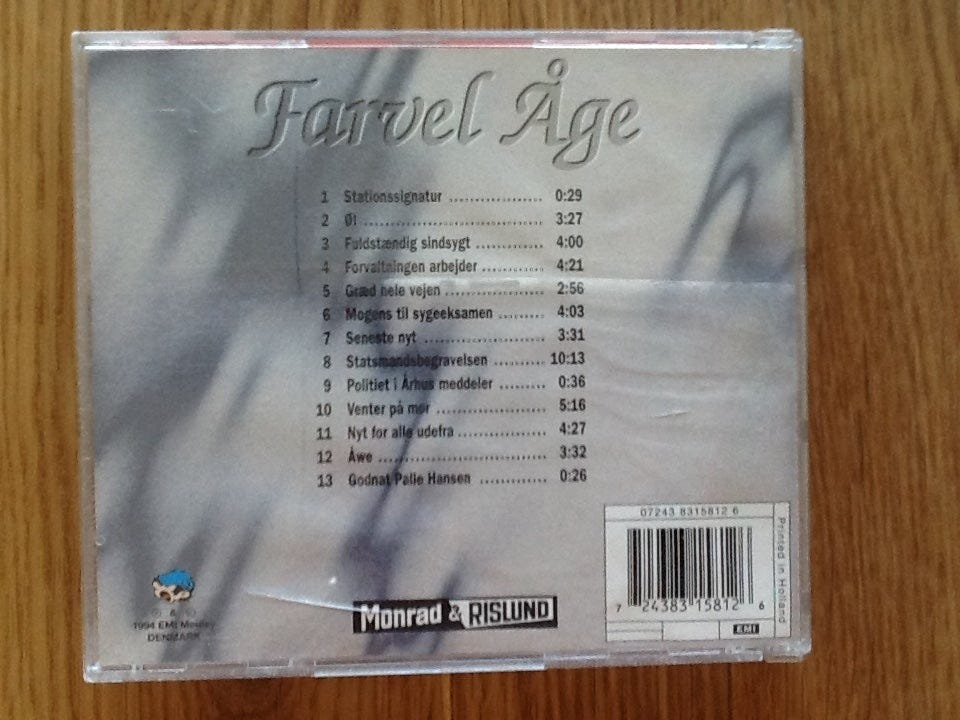 Farvel Åge
1 Stationssignatur .................. 0:29
2 Øl .................................. 3:27
3 Fuldstændig sindsygt ............. 4:00
4 Forvaltningen arbejder ............ 4:21
5 Græd hele vejen ................... 2:56
6 Mogens til sygeeksamen ......... 4:03
7 Seneste nyt ........................ 3:31
8 Statsmandsbegravelsen .......... 10:13
9 Politiet i Århus meddeler ......... 0:36
10 Venter på mor ..................... 5:16
11 Nyt for alle udefra ................. 4:27
12 Åwe ................................. 3:32
13 Godnat Palle Hansen ............. 0:26
07243 8315812 6
Printed in Holland
7 24383 15812 6
EMI
Monrad & RISLUND
℗ & ©
1994 EMI Medley
DENMARK